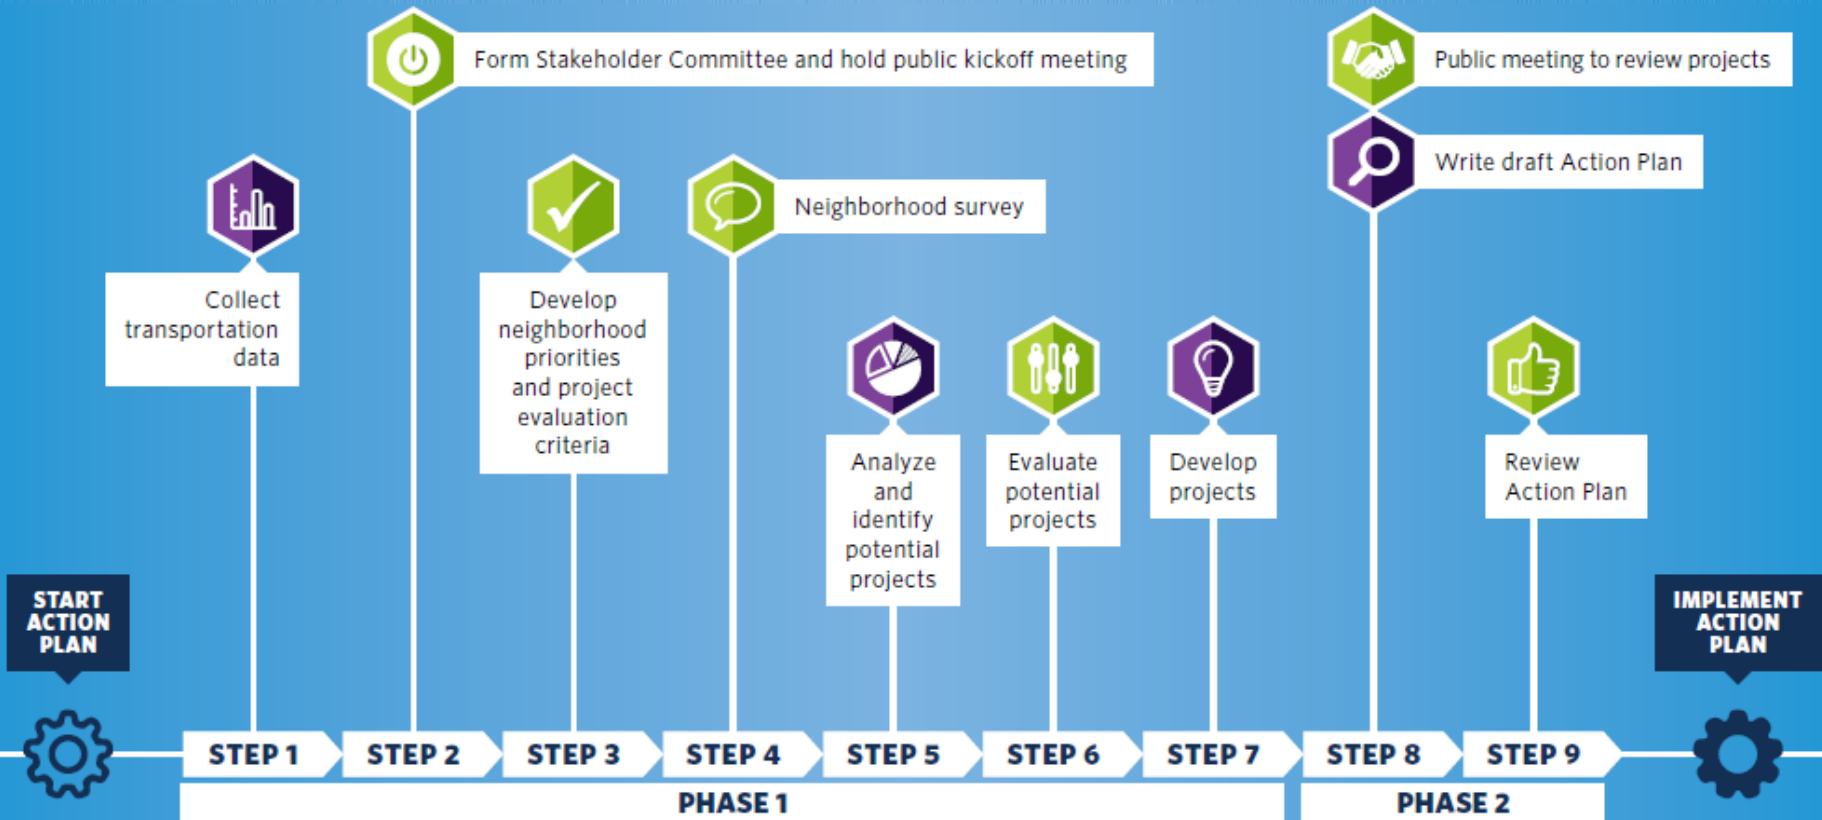 Form Stakeholder Committee and hold public kickoff meeting
Public meeting to review projects
Write draft Action Plan
Neighborhood survey
Collect
transportation
data
Develop
neighborhood
priorities
and project
evaluation
criteria
Analyze
and
identify
potential
projects
Evaluate
potential
projects
Develop
projects
Review
Action Plan
START
ACTION
PLAN
IMPLEMENT
ACTION
PLAN
STEP 1
STEP 2
STEP 3
STEP 4
STEP 5
STEP 6
STEP 7
STEP 8
STEP 9
PHASE 1
PHASE 2